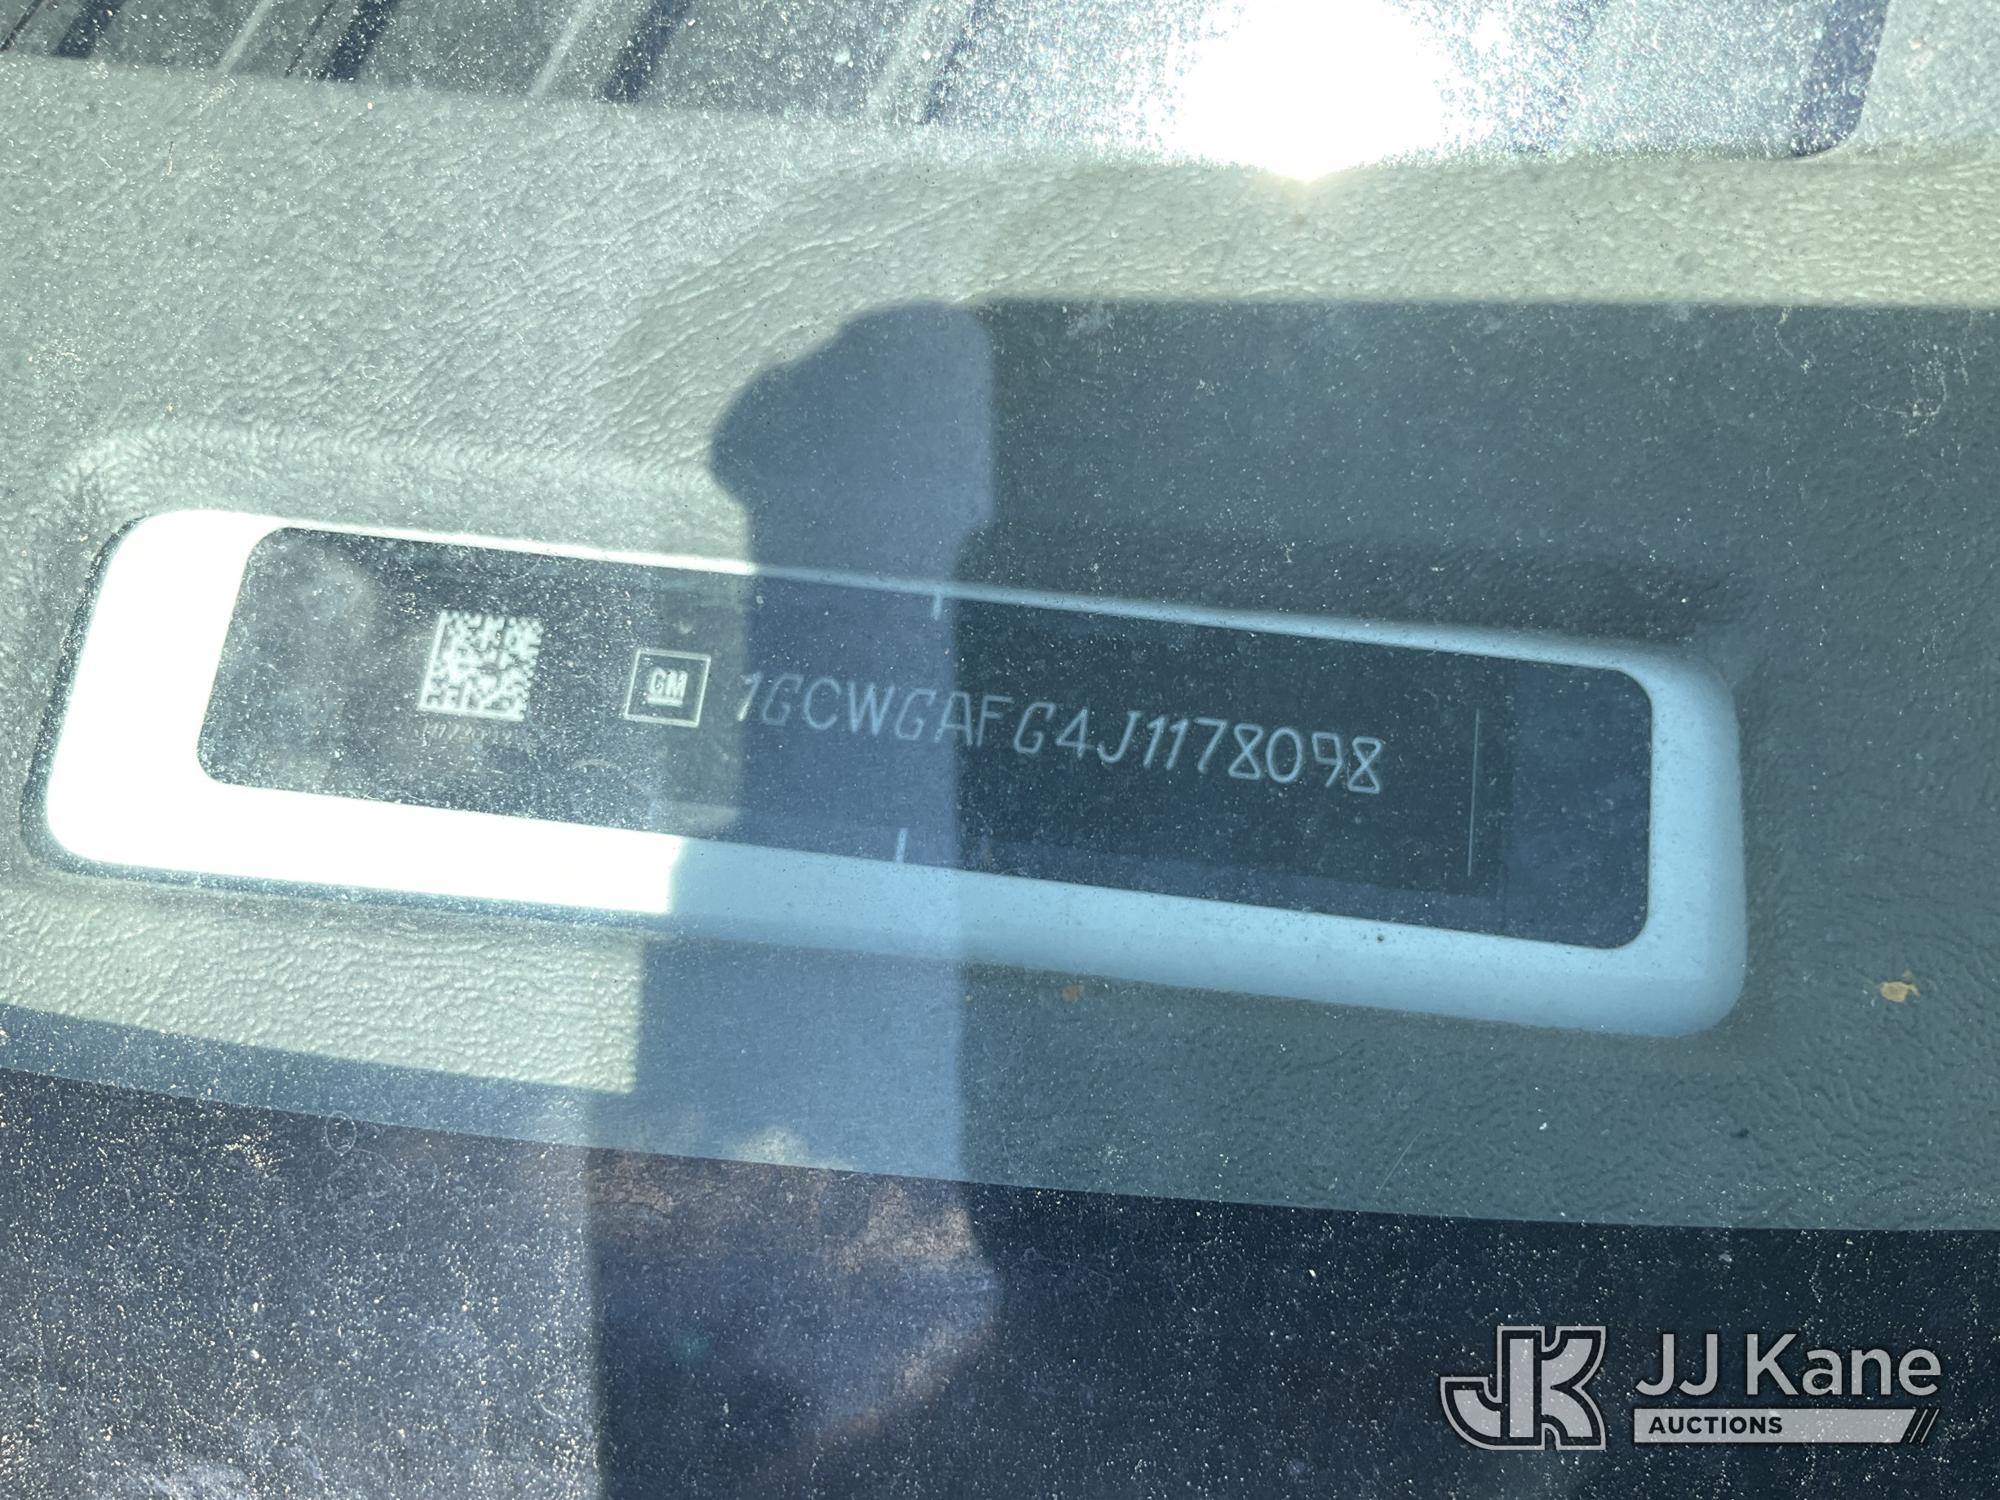 GM 1GCWGAFG4J1178098
JJ Kane
AUCTIONS